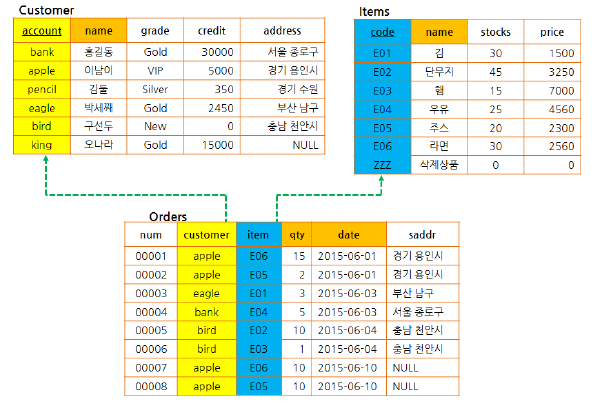 Customer
account name grade credit address
bank 홍길동 Gold 30000 서울 종로구
apple 이남이 VIP 5000 경기 용인시
pencil 김둘 Silver 350 경기 수원
eagle 박세째 Gold 2450 부산 남구
bird 구선두 New 0 충남 천안시
king 오나라 Gold 15000 NULL
Items
code name stocks price
E01 김 30 1500
E02 단무지 45 3250
E03 햄 15 7000
E04 우유 25 4560
E05 주스 20 2300
E06 라면 30 2560
ZZZ 삭제상품 0 0
Orders
num customer item qty date saddr
00001 apple E06 15 2015-06-01 경기 용인시
00002 apple E05 2 2015-06-01 경기 용인시
00003 eagle E01 3 2015-06-03 부산 남구
00004 bank E04 5 2015-06-03 서울 종로구
00005 bird E02 10 2015-06-04 충남 천안시
00006 bird E03 1 2015-06-04 충남 천안시
00007 apple E06 10 2015-06-10 NULL
00008 apple E05 10 2015-06-10 NULL